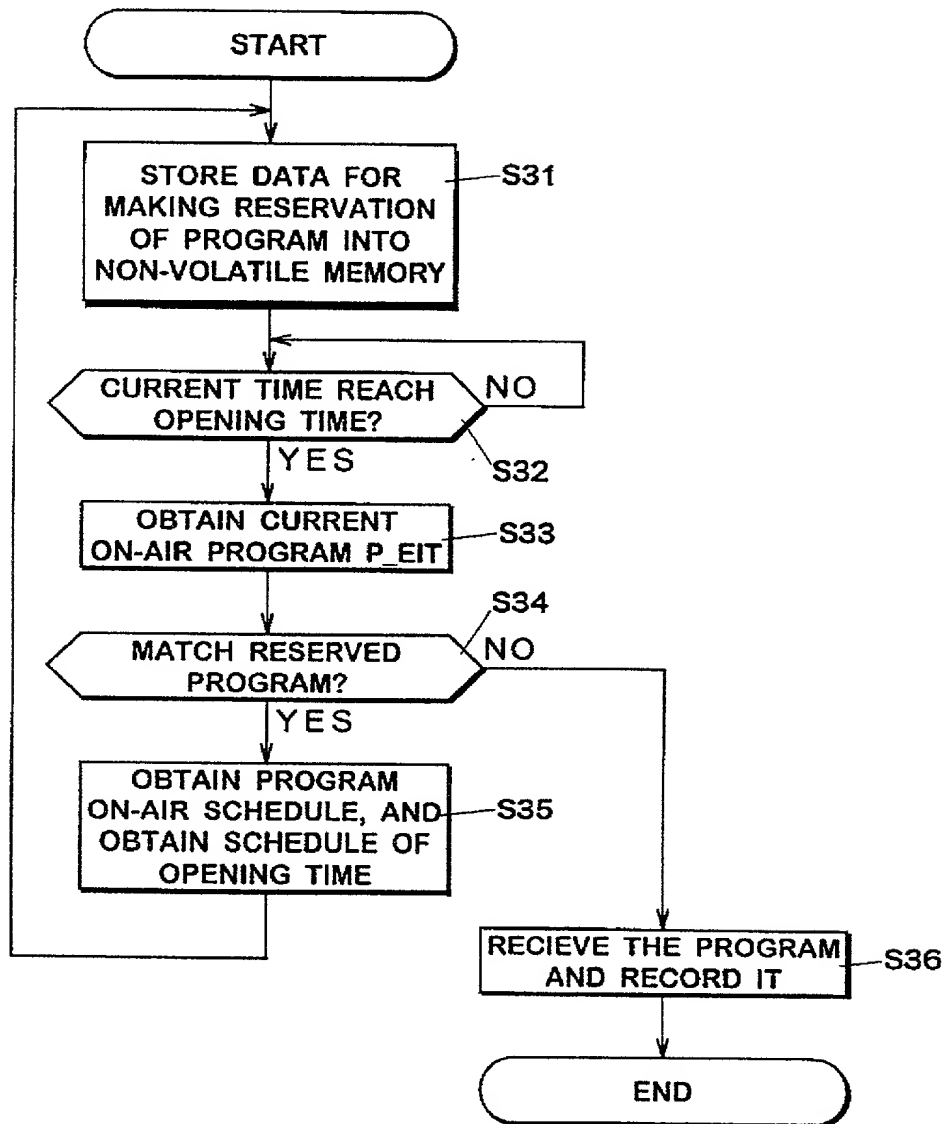 START
STORE DATA FOR
MAKING RESERVATION
OF PROGRAM INTO
NON-VOLATILE MEMORY
S31
CURRENT TIME REACH
OPENING TIME?
NO
S32
YES
OBTAIN CURRENT
ON-AIR PROGRAM P_EIT
S33
S34
MATCH RESERVED
PROGRAM?
NO
YES
OBTAIN PROGRAM
ON-AIR SCHEDULE, AND
OBTAIN SCHEDULE OF
OPENING TIME
S35
RECIEVE THE PROGRAM
AND RECORD IT
S36
END